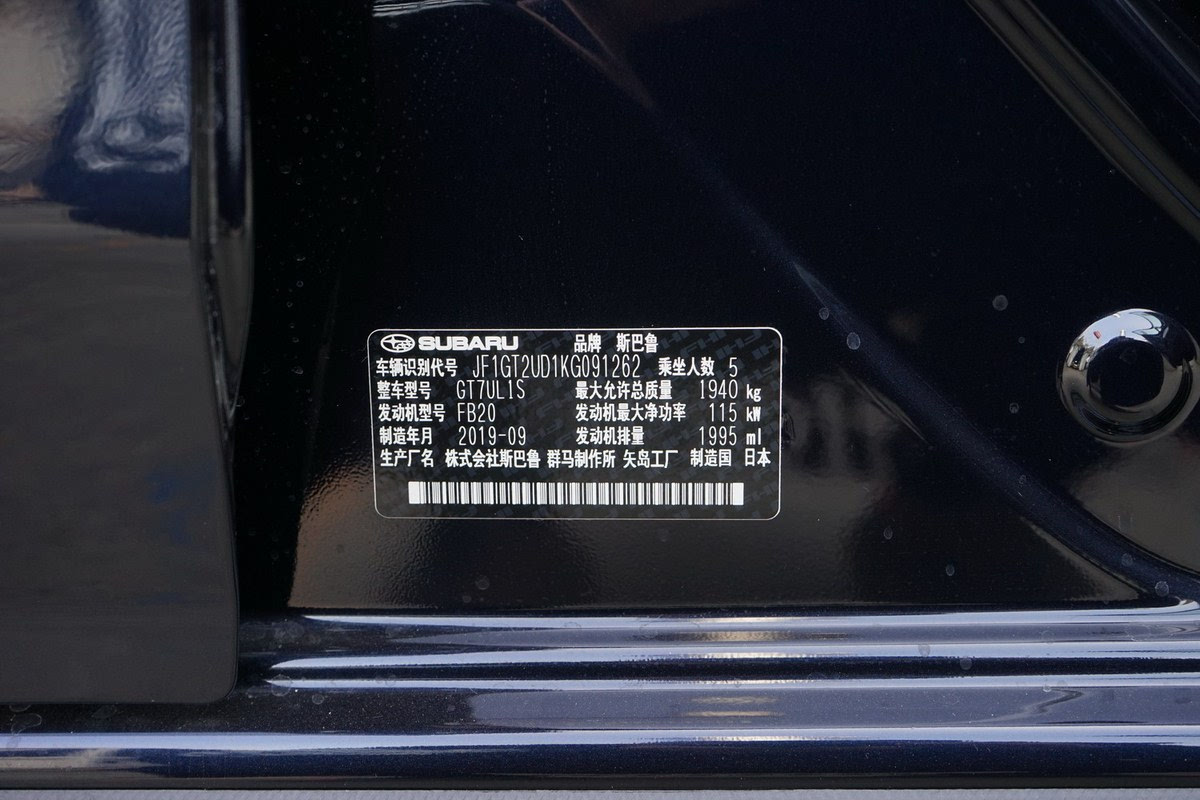 SUBARU 品牌 斯巴鲁
车辆识别代号 JF1GT2UD1KG091262 乘坐人数 5
整车型号 GT7UL1S 最大允许总质量 1940 kg
发动机型号 FB20 发动机最大净功率 115 kW
制造年月 2019-09 发动机排量 1995 ml
生产厂名 株式会社斯巴鲁 群马制作所 矢岛工厂 制造国 日本